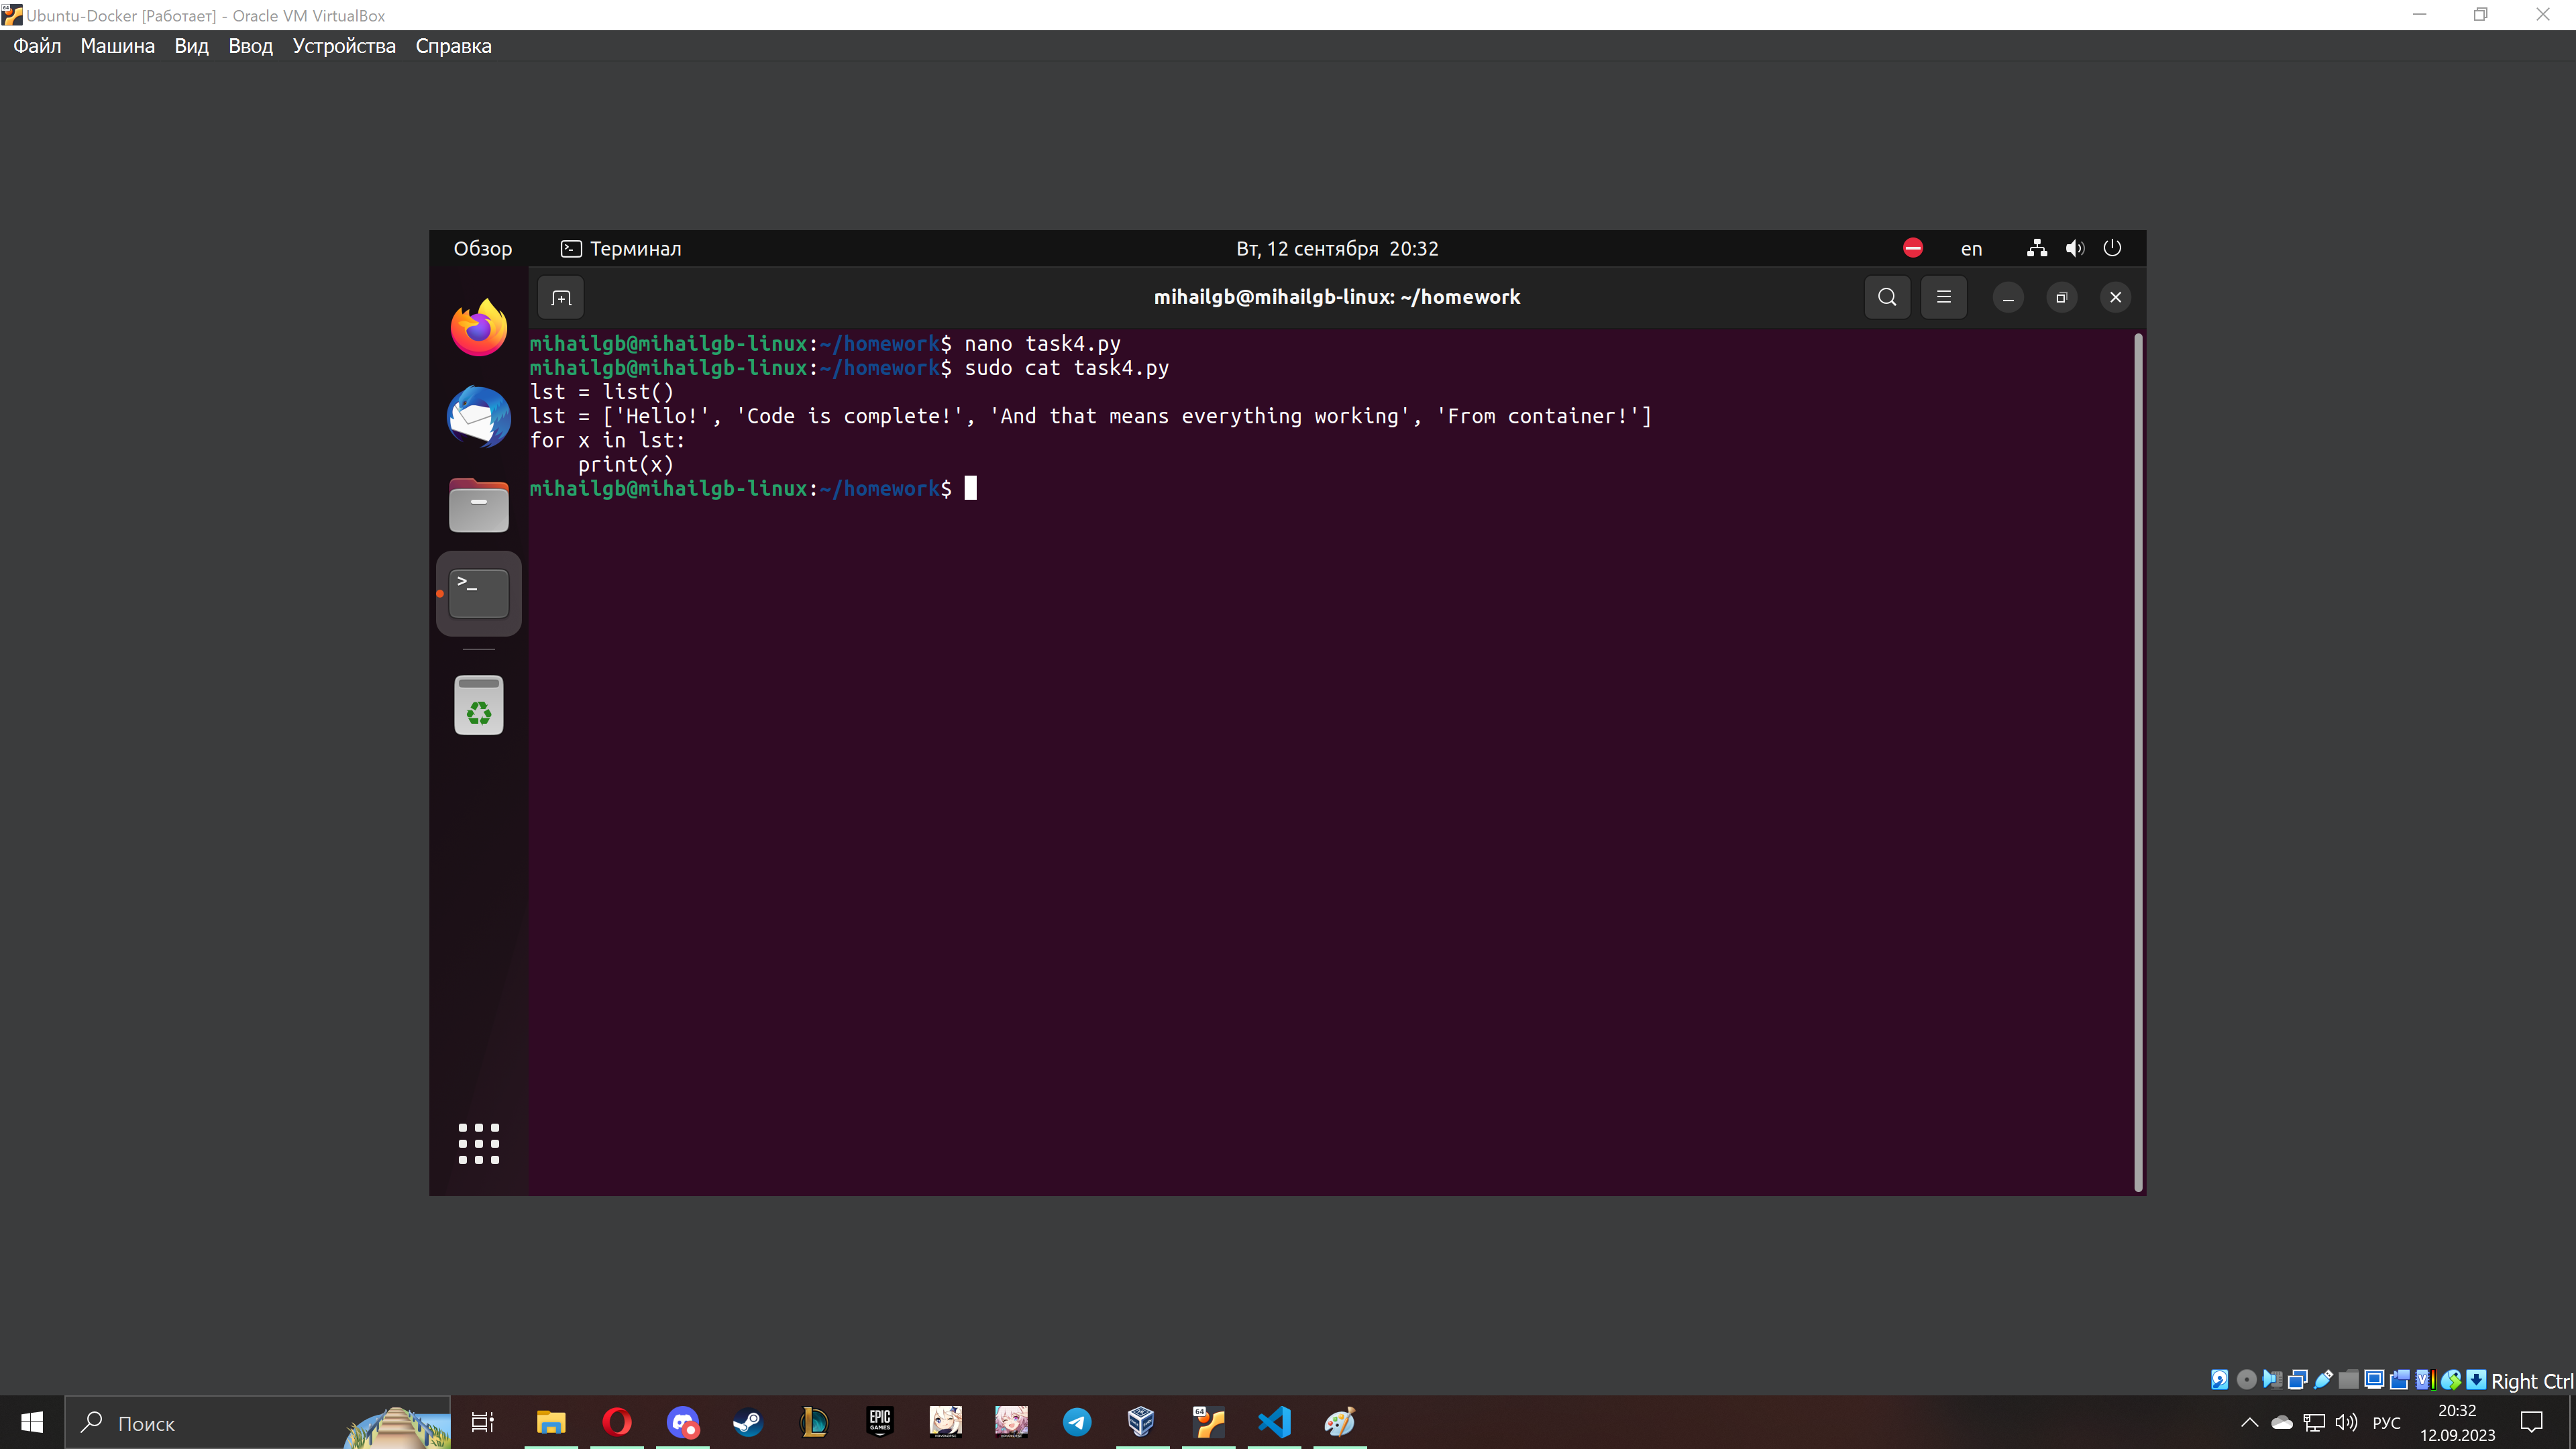 Ubuntu-Docker [Работает] - Oracle VM VirtualBox
Файл Машина Вид Ввод Устройства Справка
Обзор Терминал Вт, 12 сентября 20:32 en
mihailgb@mihailgb-linux: ~/homework
mihailgb@mihailgb-linux:~/homework$ nano task4.py
mihailgb@mihailgb-linux:~/homework$ sudo cat task4.py
lst = list()
lst = ['Hello!', 'Code is complete!', 'And that means everything working', 'From container!']
for x in lst:
    print(x)
mihailgb@mihailgb-linux:~/homework$
Right Ctrl
Поиск
EPIC GAMES
64
РУС
20:32
12.09.2023